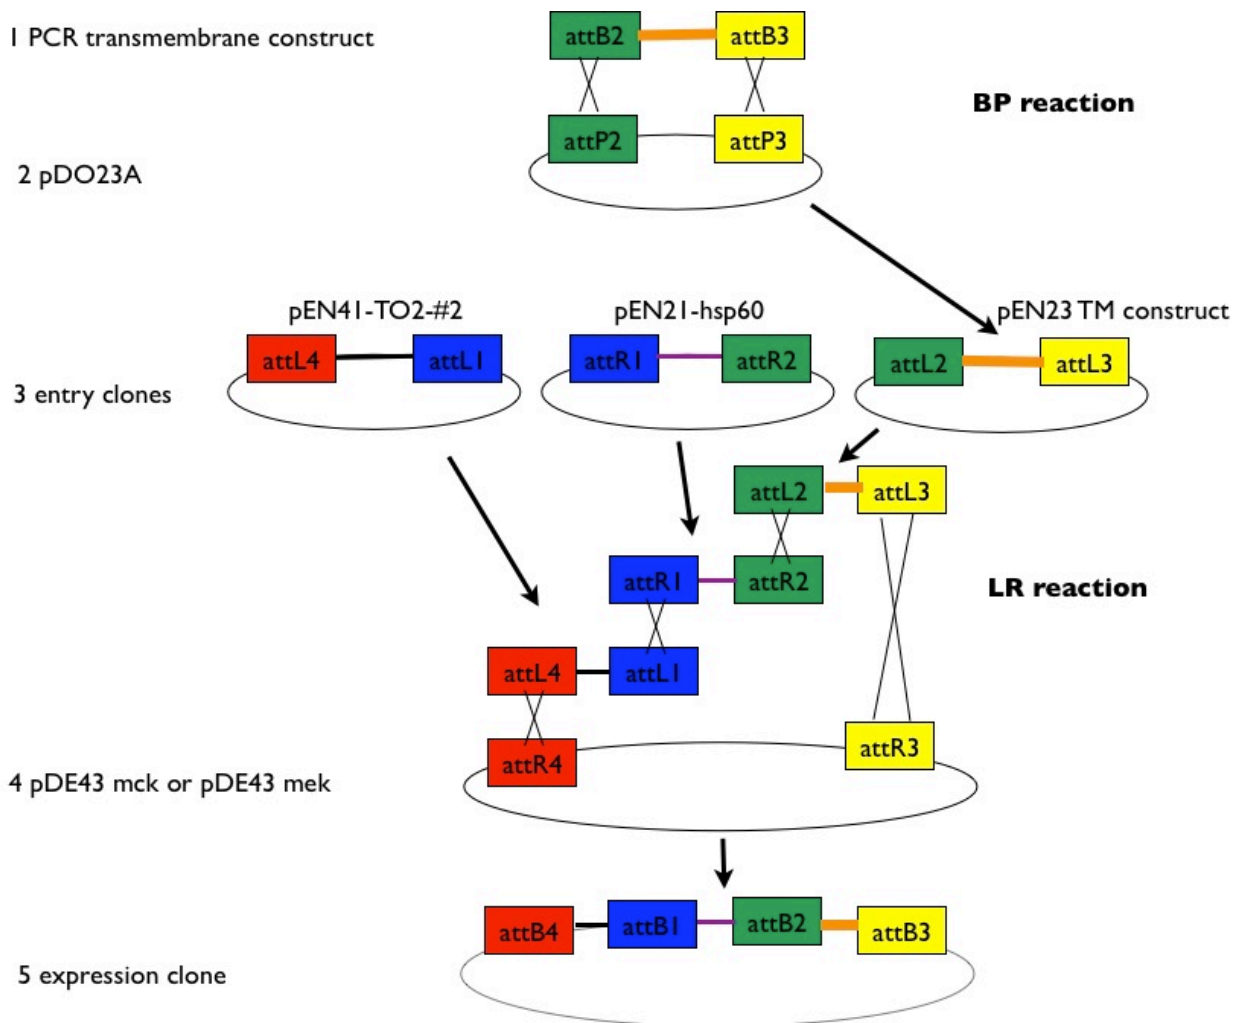 1 PCR transmembrane construct
attB2
attB3
BP reaction
attP2
attP3
2 pDO23A
pEN41-TO2-#2
pEN21-hsp60
pEN23 TM construct
attL4
attL1
attR1
attR2
attL2
attL3
3 entry clones
attL2
attL3
attR1
attR2
LR reaction
attL4
attL1
attR4
attR3
4 pDE43 mck or pDE43 mek
attB4
attB1
attB2
attB3
5 expression clone